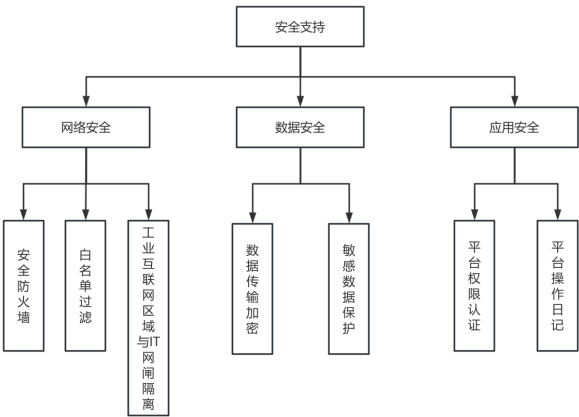 安全支持
网络安全
数据安全
应用安全
安全防火墙
白名单过滤
工业互联网区域与IT网闸隔离
数据传输加密
敏感数据保护
平台权限认证
平台操作日记